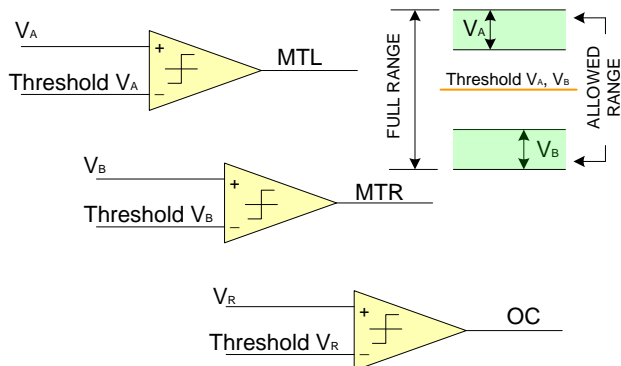 VA
+
MTL
Threshold VA
−
VB
+
MTR
Threshold VB
−
VR
+
OC
Threshold VR
−
FULL RANGE
VA
Threshold VA, VB
VB
ALLOWED
RANGE